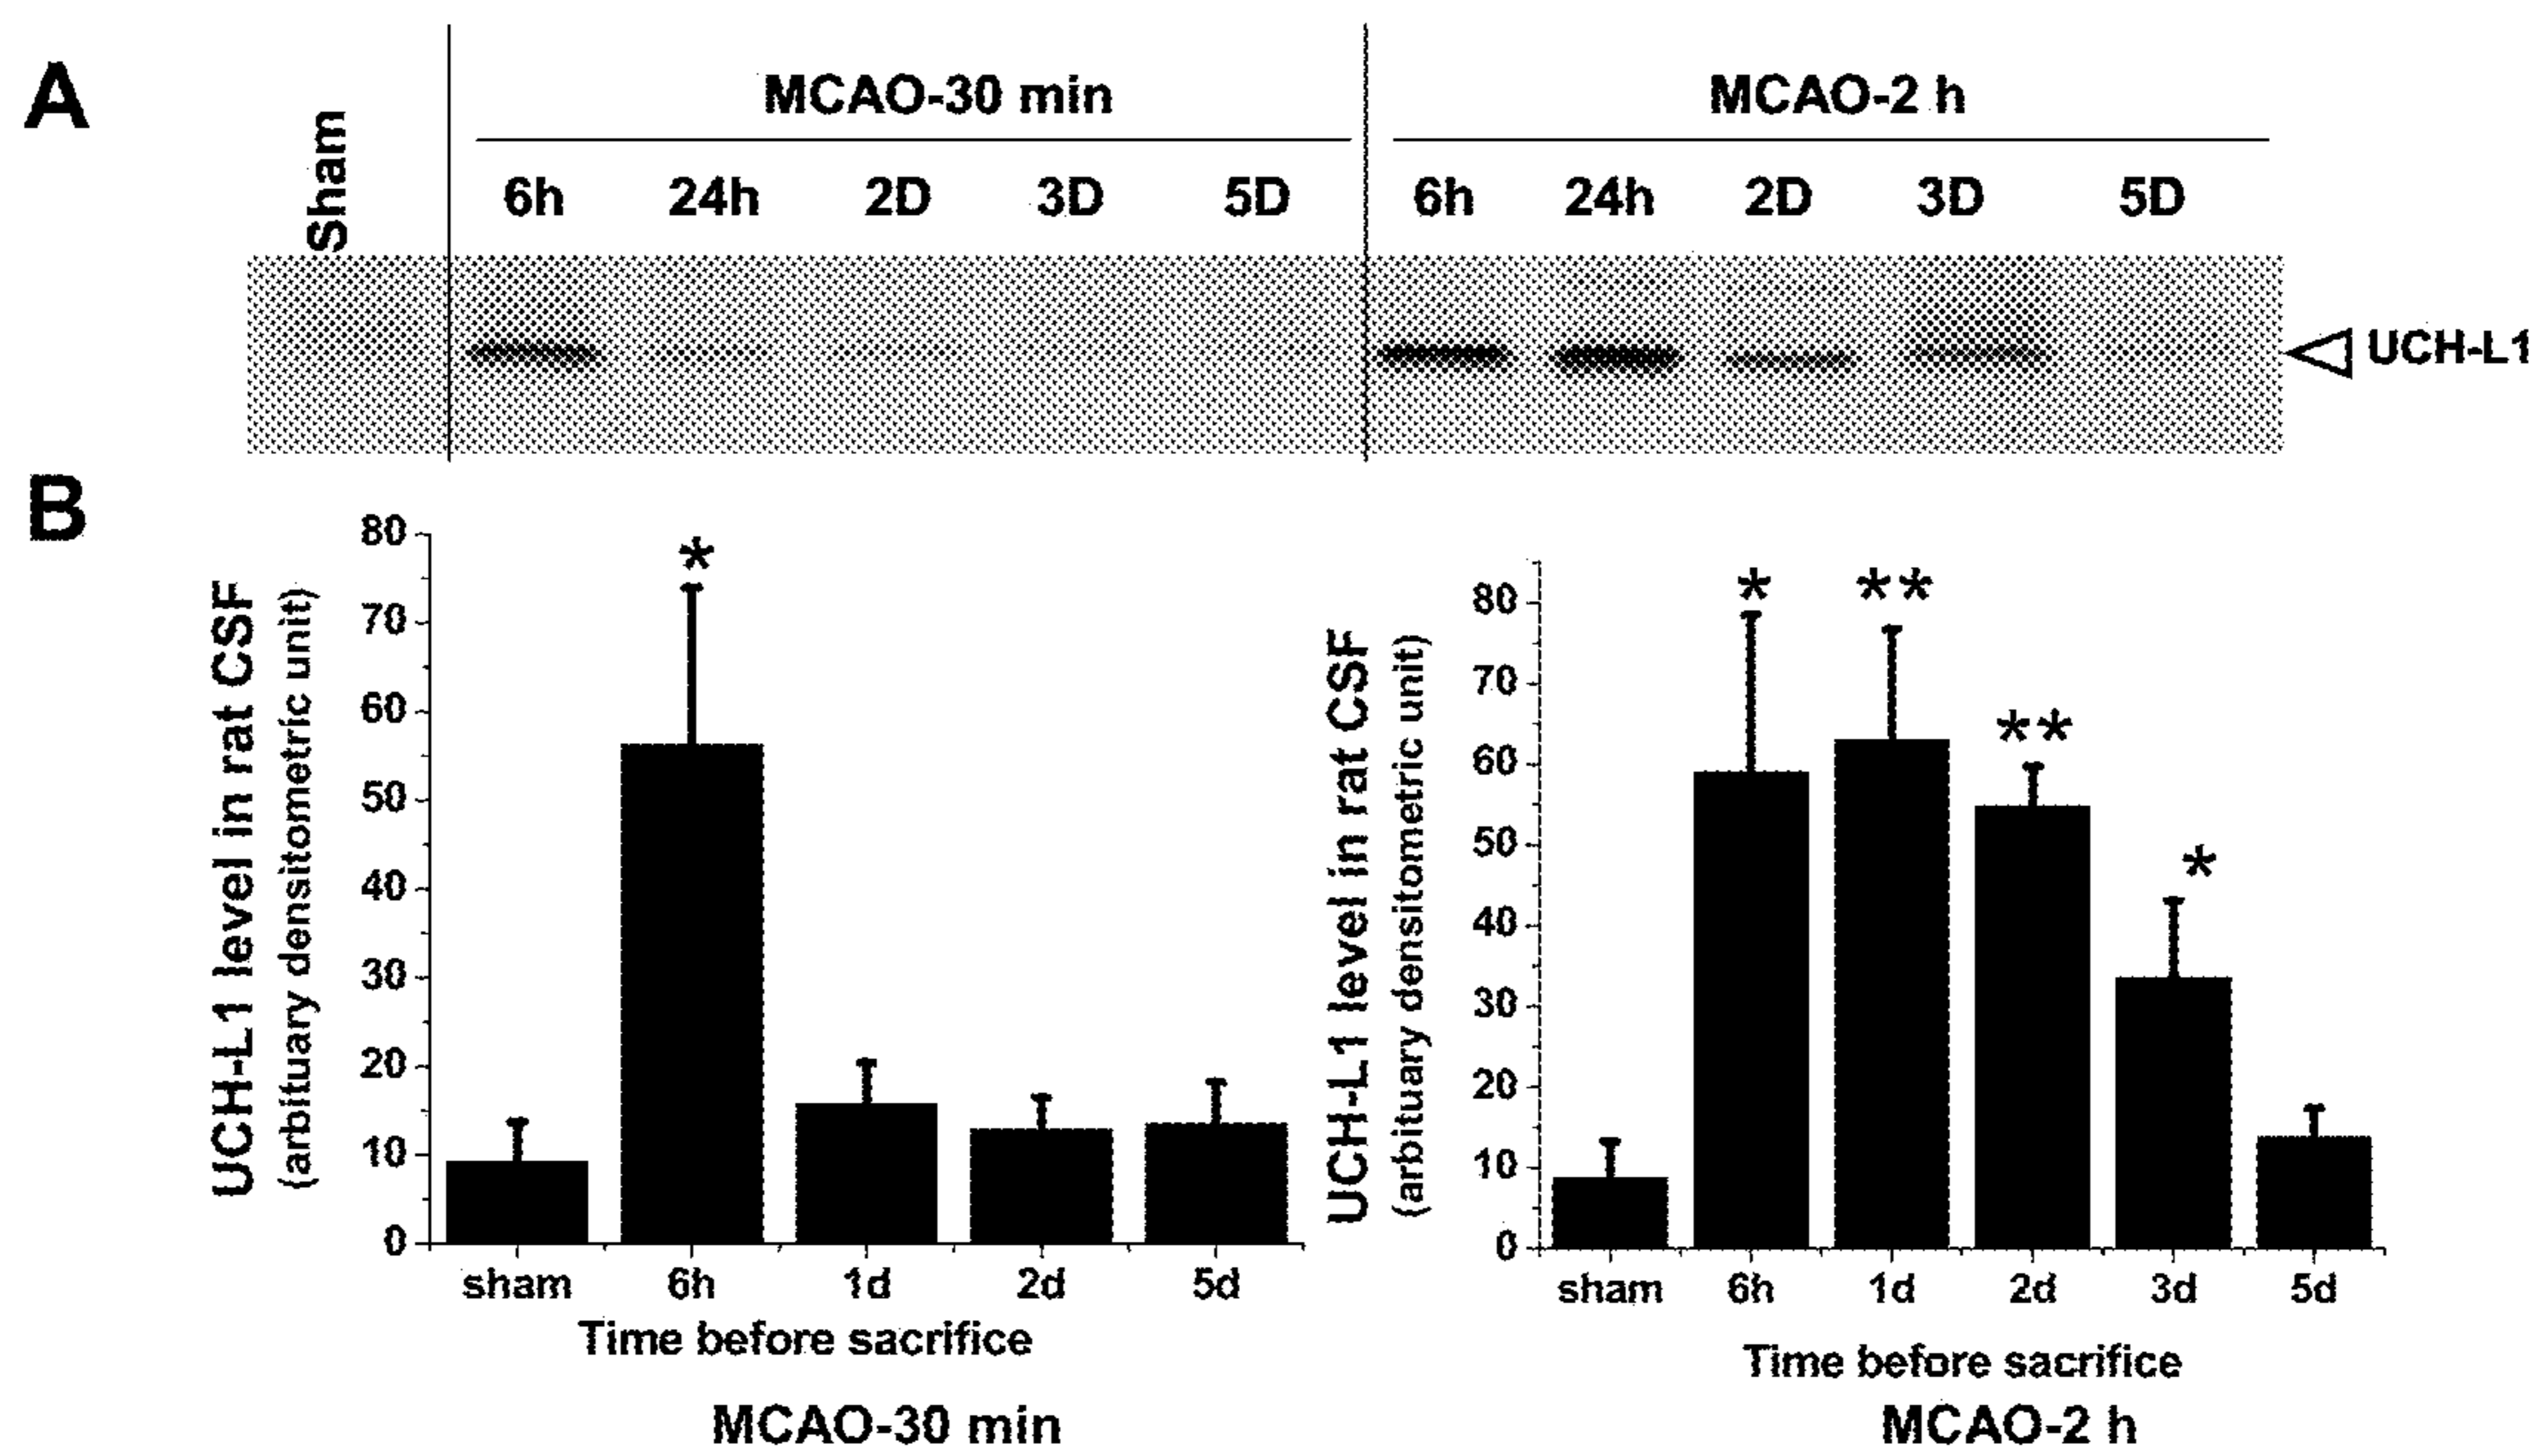 A
Sham
MCAO-30 min
MCAO-2 h
6h 24h 2D 3D 5D
6h 24h 2D 3D 5D
UCH-L1
B
UCH-L1 level in rat CSF
(arbituary densitometric unit)
80
70
60
50
40
30
20
10
0
*
sham 6h 1d 2d 5d
Time before sacrifice
MCAO-30 min
UCH-L1 level in rat CSF
(arbituary densitometric unit)
80
70
60
50
40
30
20
10
0
* ** ** *
sham 6h 1d 2d 3d 5d
Time before sacrifice
MCAO-2 h